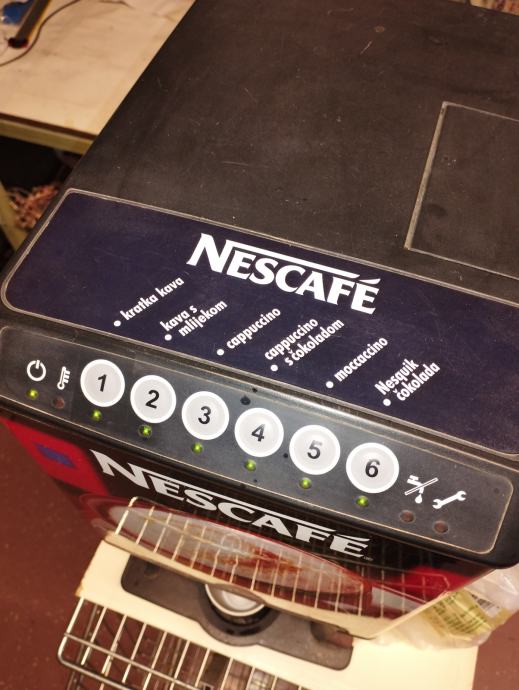 NESCAFÉ
• kratka kava
kava s
• mlijekom
• cappuccino
cappuccino
• s čokoladom
• moccaccino
Nesquik
• čokolada
1
2
3
4
5
6
NESCAFÉ